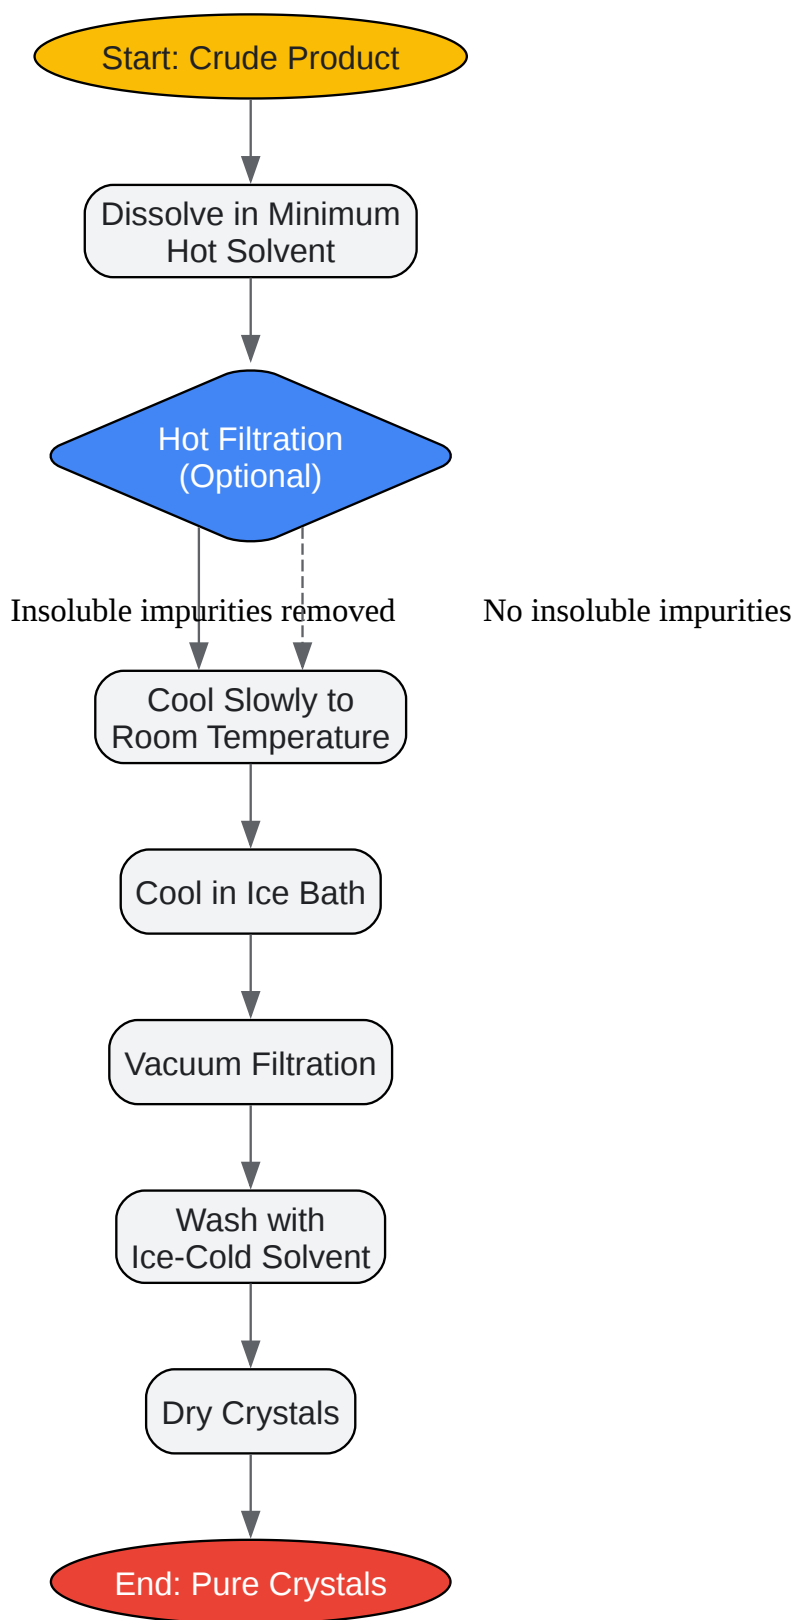 Start: Crude Product
Dissolve in Minimum
Hot Solvent
Hot Filtration
(Optional)
Insoluble impurities removed
No insoluble impurities
Cool Slowly to
Room Temperature
Cool in Ice Bath
Vacuum Filtration
Wash with
Ice-Cold Solvent
Dry Crystals
End: Pure Crystals